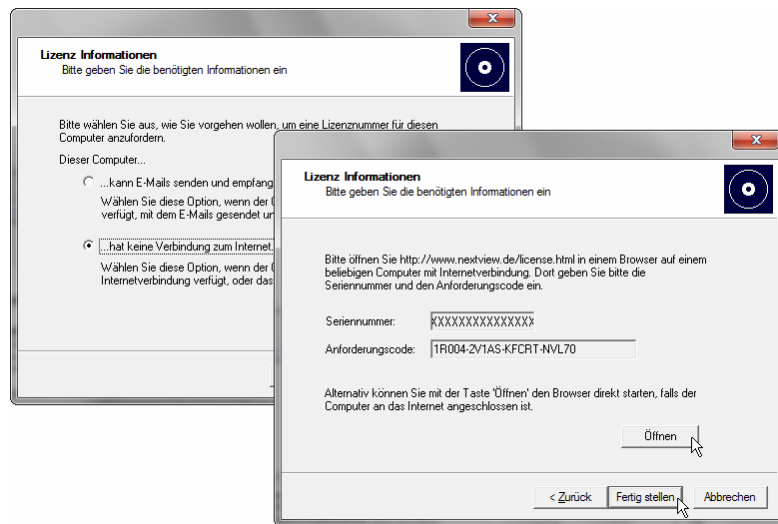 Lizenz Informationen
Bitte geben Sie die benötigten Informationen ein
Bitte wählen Sie aus, wie Sie vorgehen wollen, um eine Lizenznummer für diesen
Computer anzufordern.
Dieser Computer...
...kann E-Mails senden und empfang
Wählen Sie diese Option, wenn der
verfügt, mit dem E-Mails gesendet
...hat keine Verbindung zum Internet
Wählen Sie diese Option, wenn der
Internetverbindung verfügt, oder das
Lizenz Informationen
Bitte geben Sie die benötigten Informationen ein
Bitte öffnen Sie http://www.nextview.de/license.html in einem Browser auf einem
beliebigen Computer mit Internetverbindung. Dort geben Sie bitte die
Seriennummer und den Anforderungscode ein.
Seriennummer: XXXXXXXXXXXXXXX
Anforderungscode: 1R004-2V1AS-KFCRT-NVL70
Alternativ können Sie mit der Taste 'Öffnen' den Browser direkt starten, falls der
Computer an das Internet angeschlossen ist.
Öffnen
< Zurück Fertig stellen Abbrechen